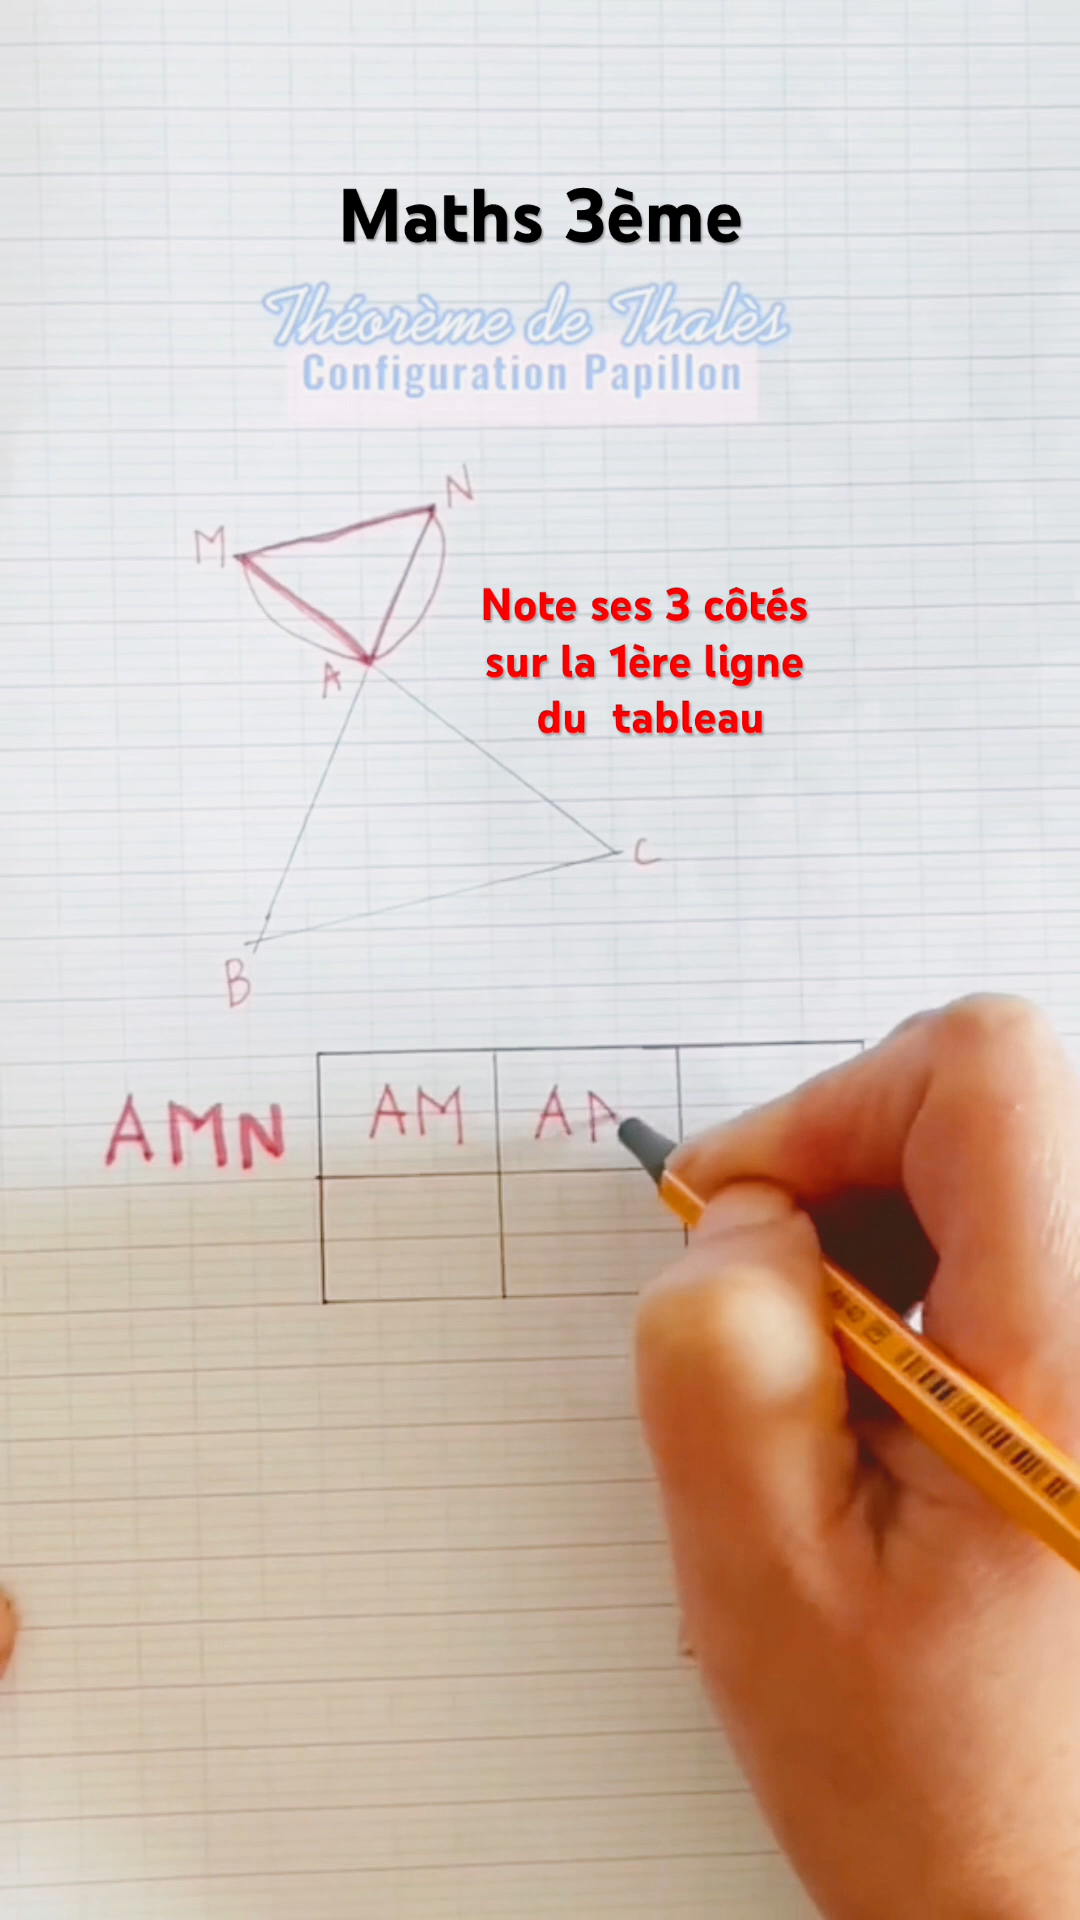 Maths 3ème
Théorème de Thalès
Configuration Papillon
N
M
Note ses 3 côtés
sur la 1ère ligne
du tableau
A
C
B
AMN AM A